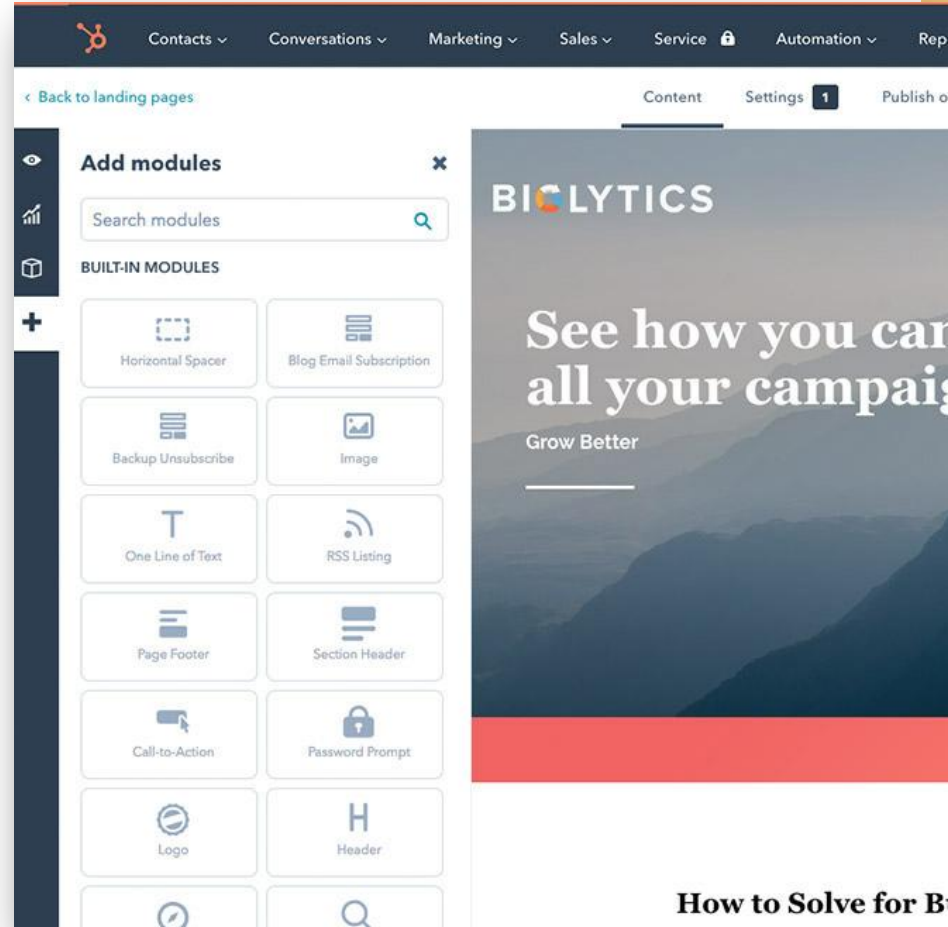 Contacts Conversations Marketing Sales Service Automation Rep
Back to landing pages
Content Settings 1 Publish o
Add modules
Search modules
BUILT-IN MODULES
Horizontal Spacer
Blog Email Subscription
Backup Unsubscribe
Image
One Line of Text
RSS Listing
Page Footer
Section Header
Call-to-Action
Password Prompt
Logo
H
Header
BIGLYTICS
See how you can
all your campaig
Grow Better
How to Solve for Bu